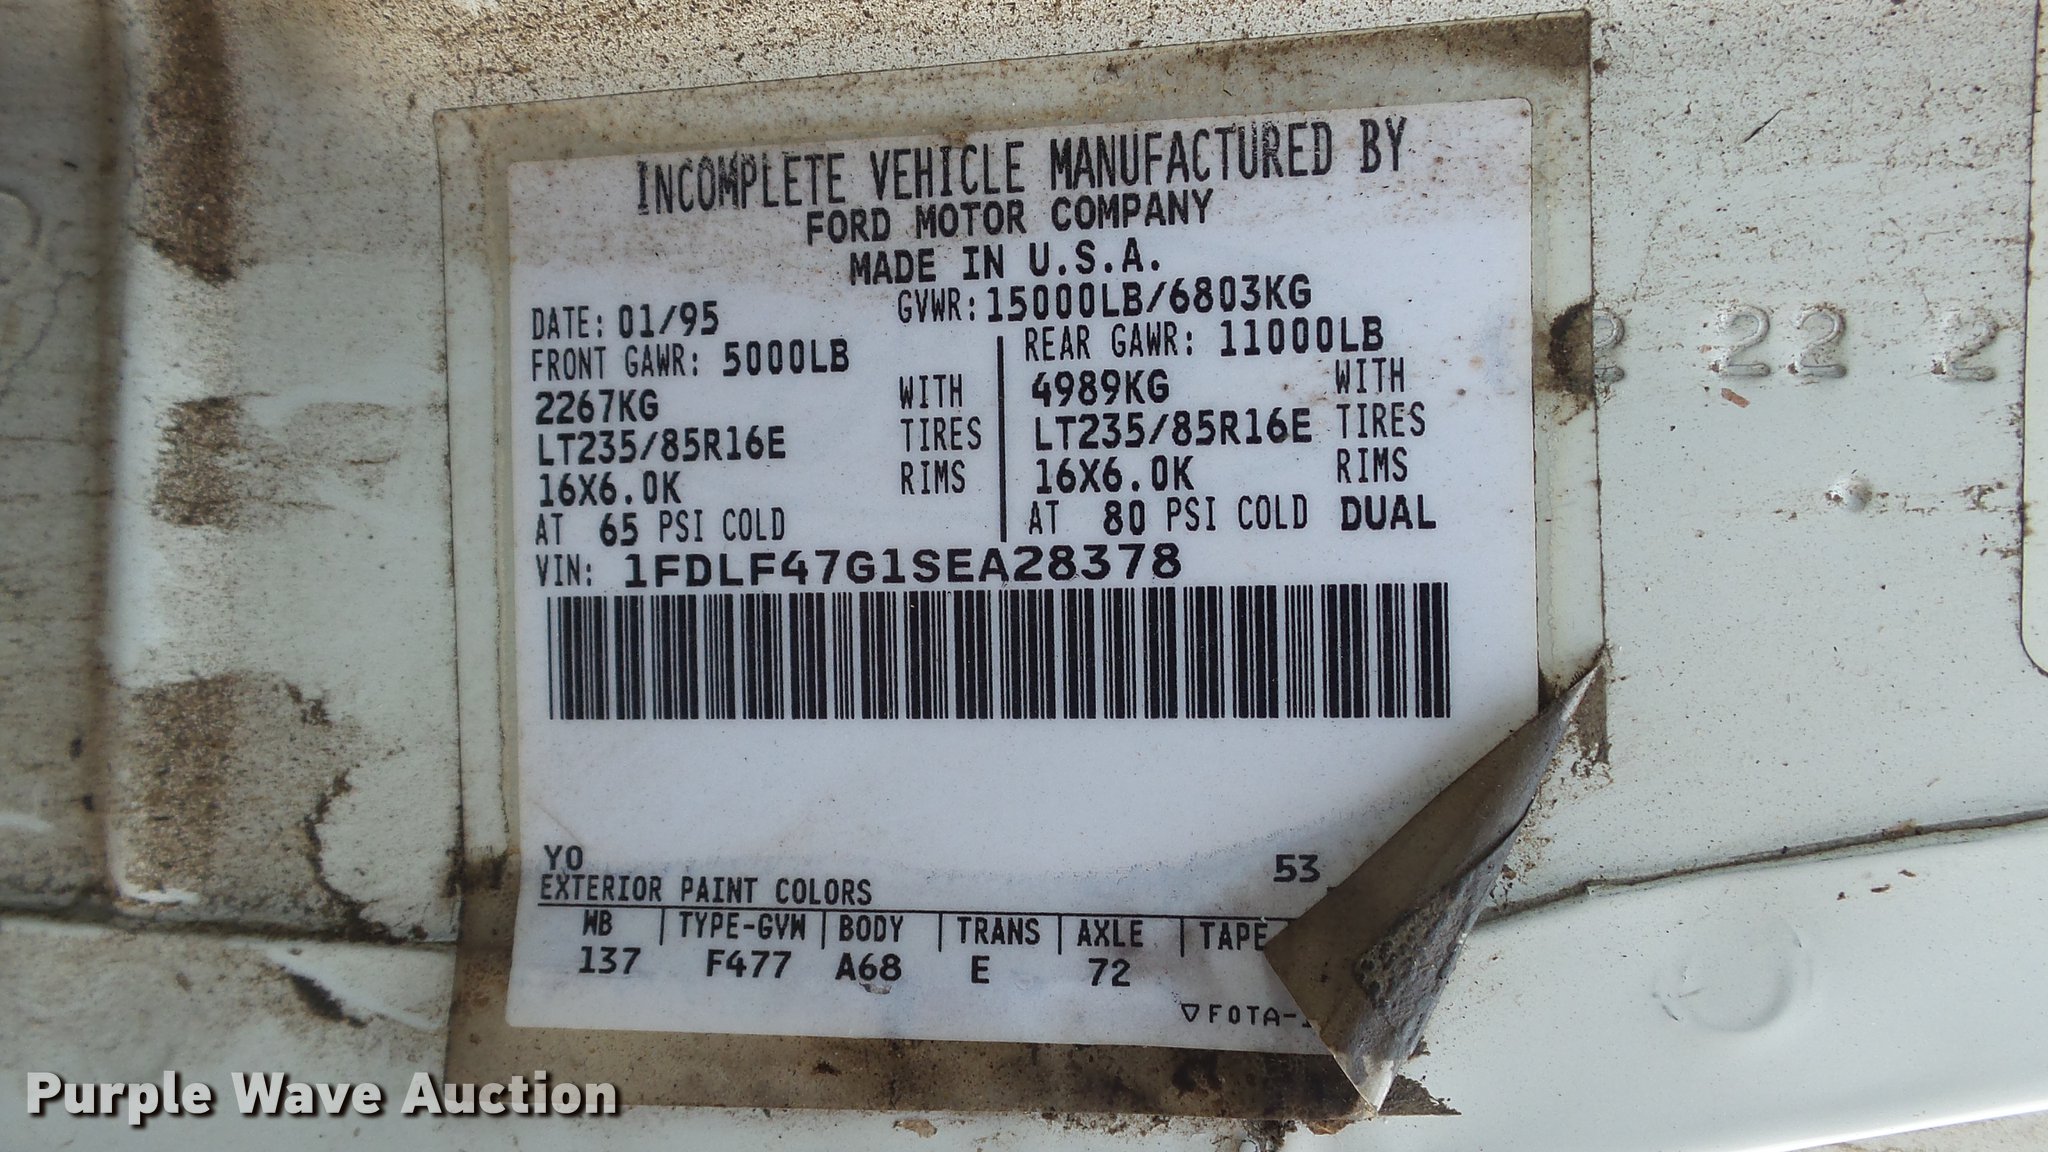 INCOMPLETE VEHICLE MANUFACTURED BY
FORD MOTOR COMPANY
MADE IN U.S.A.
DATE: 01/95 GVWR: 15000LB/6803KG
FRONT GAWR: 5000LB REAR GAWR: 11000LB
2267KG WITH 4989KG WITH
LT235/85R16E TIRES LT235/85R16E TIRES
16X6.0K RIMS 16X6.0K RIMS
AT 65 PSI COLD AT 80 PSI COLD DUAL
VIN: 1FDLF47G1SEA28378
YO 53
EXTERIOR PAINT COLORS
WB TYPE-GVW BODY TRANS AXLE TAPE
137 F477 A68 E 72
FOTA-
2 22 2
Purple Wave Auction